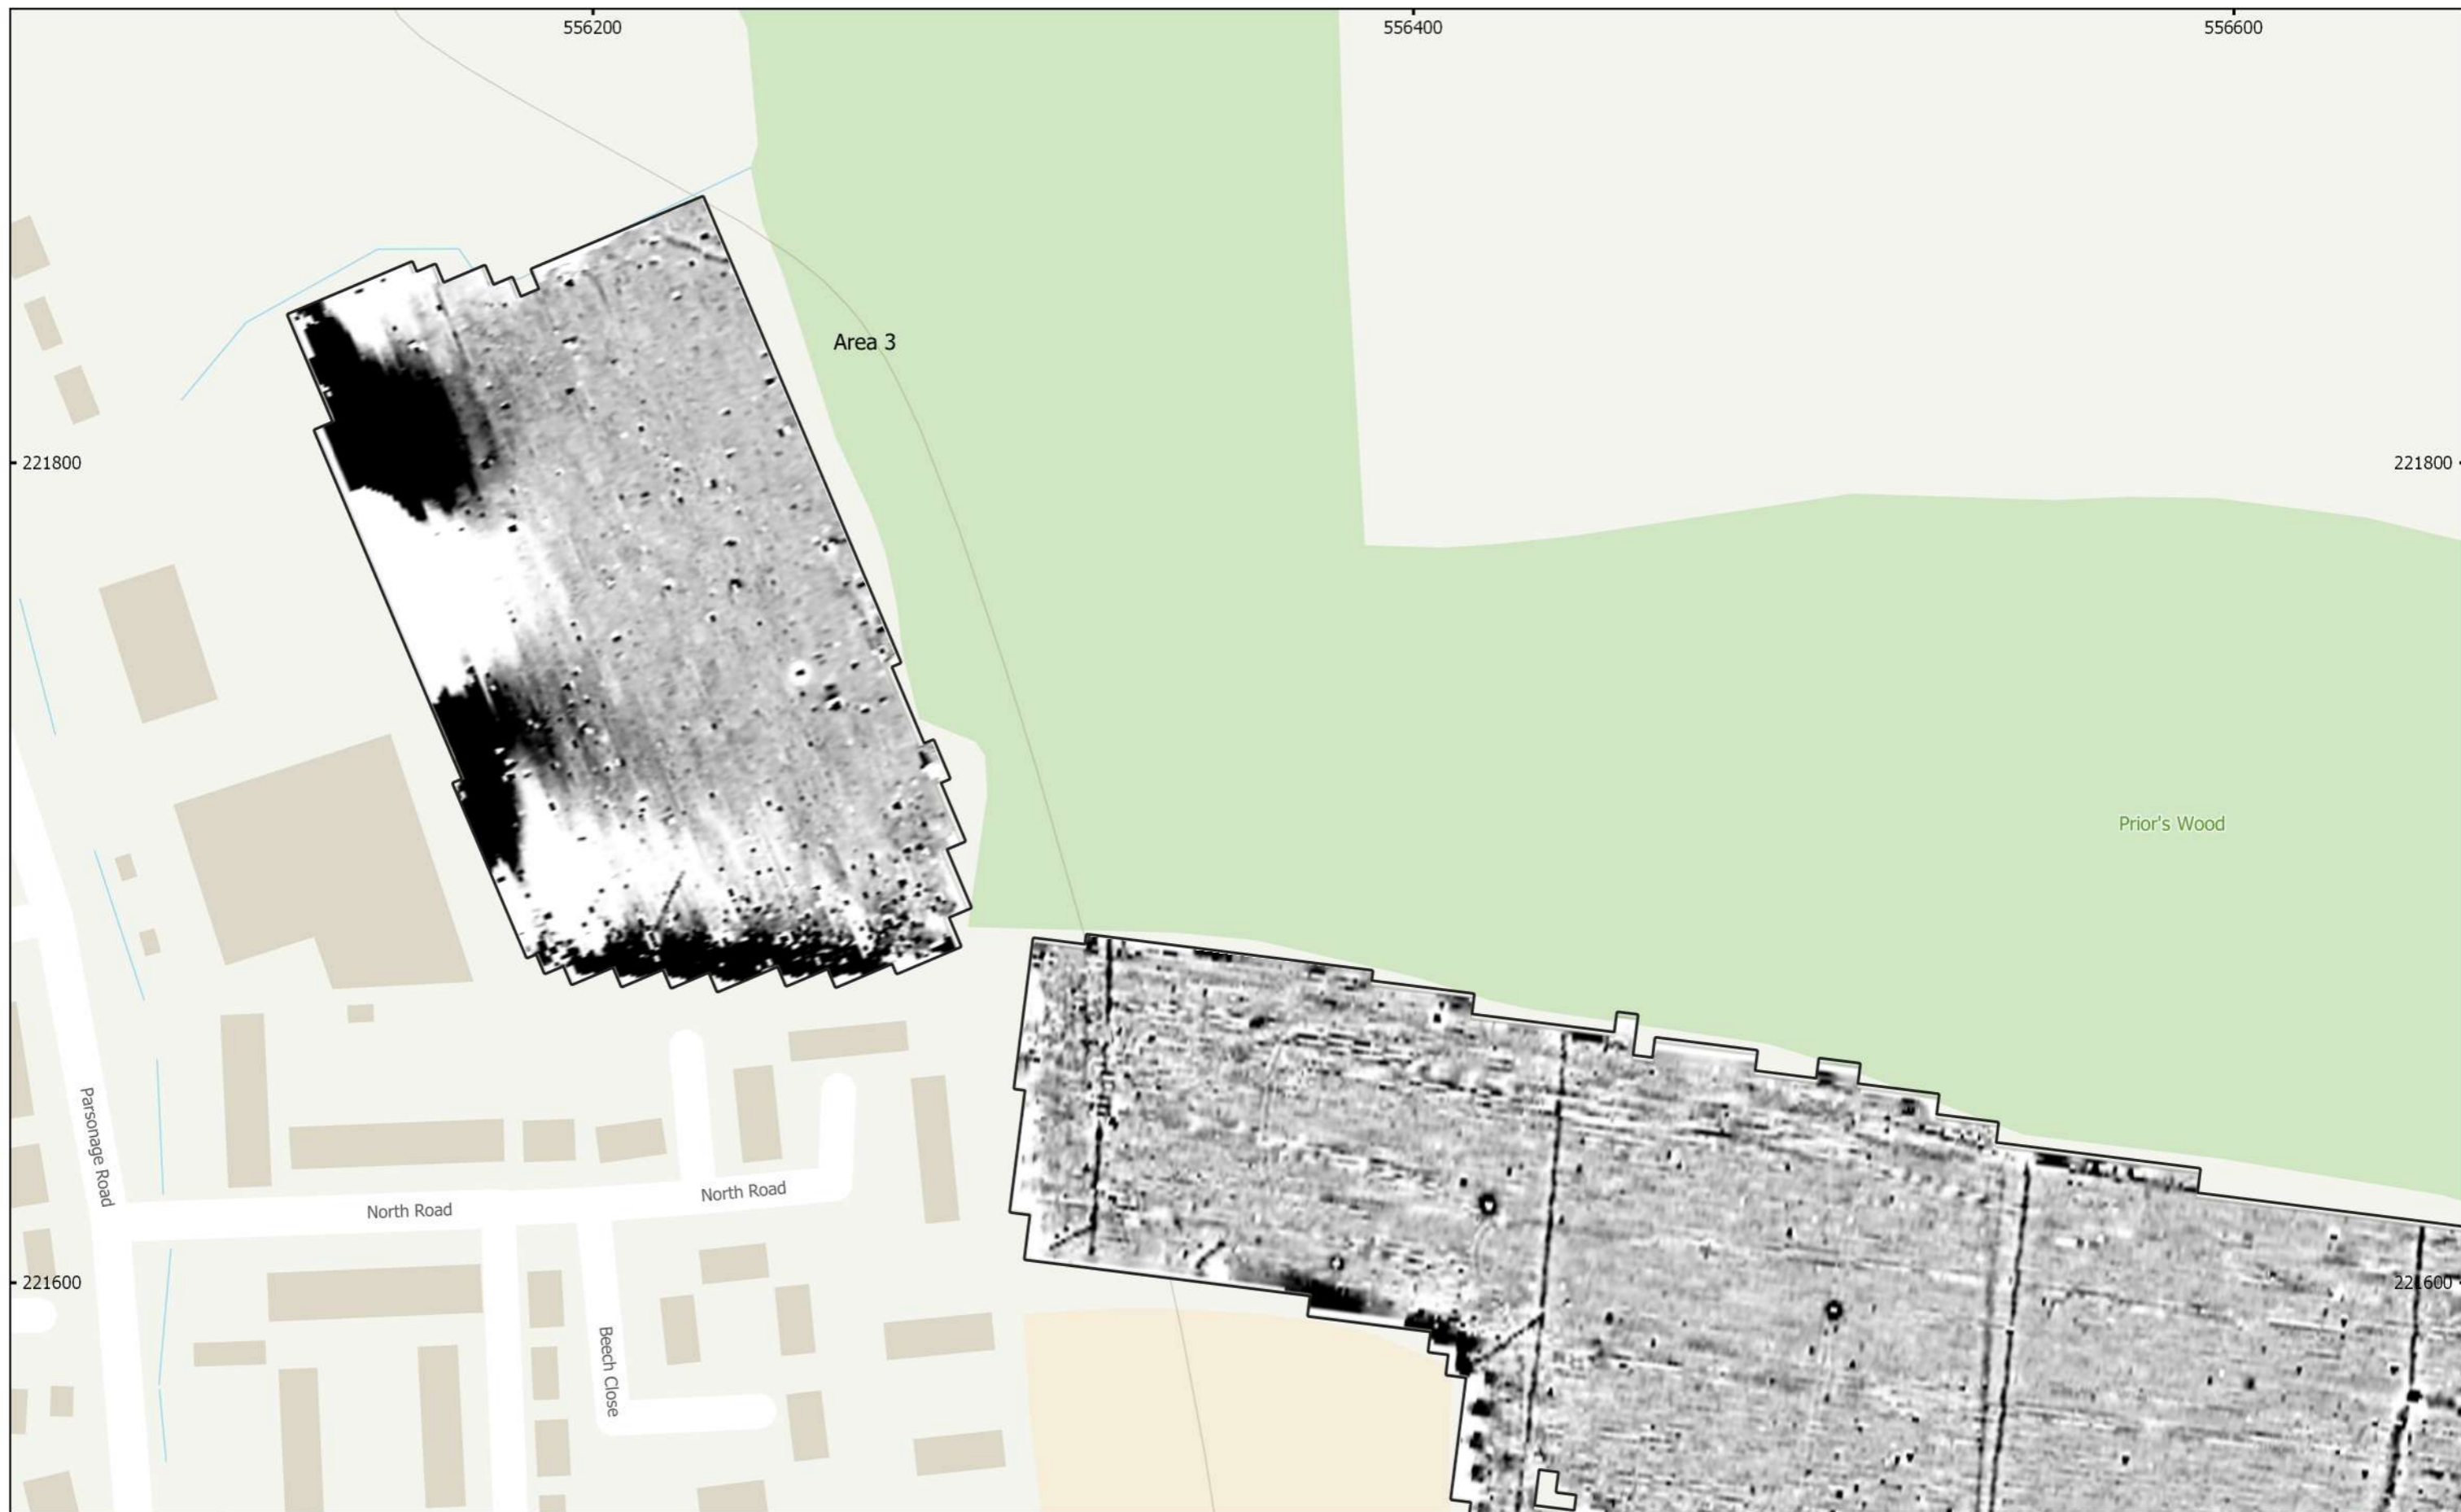 556200
556400
556600
Area 3
221800
221800
Prior's Wood
Parsonage Road
North Road
North Road
221600
221600
Beech Close